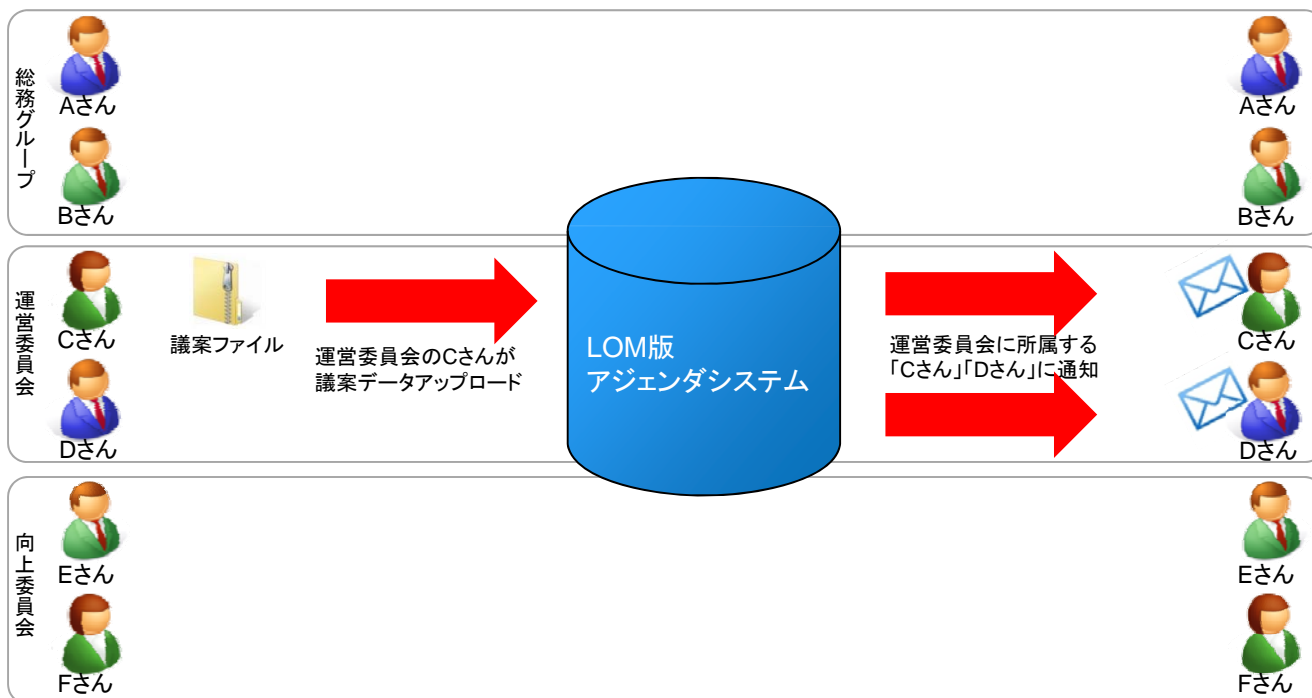 総務グループ
Aさん
Bさん
Aさん
Bさん
運営委員会
Cさん
Dさん
議案ファイル
運営委員会のCさんが
議案データアップロード
LOM版
アジェンダシステム
運営委員会に所属する
「Cさん」「Dさん」に通知
Cさん
Dさん
向上委員会
Eさん
Fさん
Eさん
Fさん